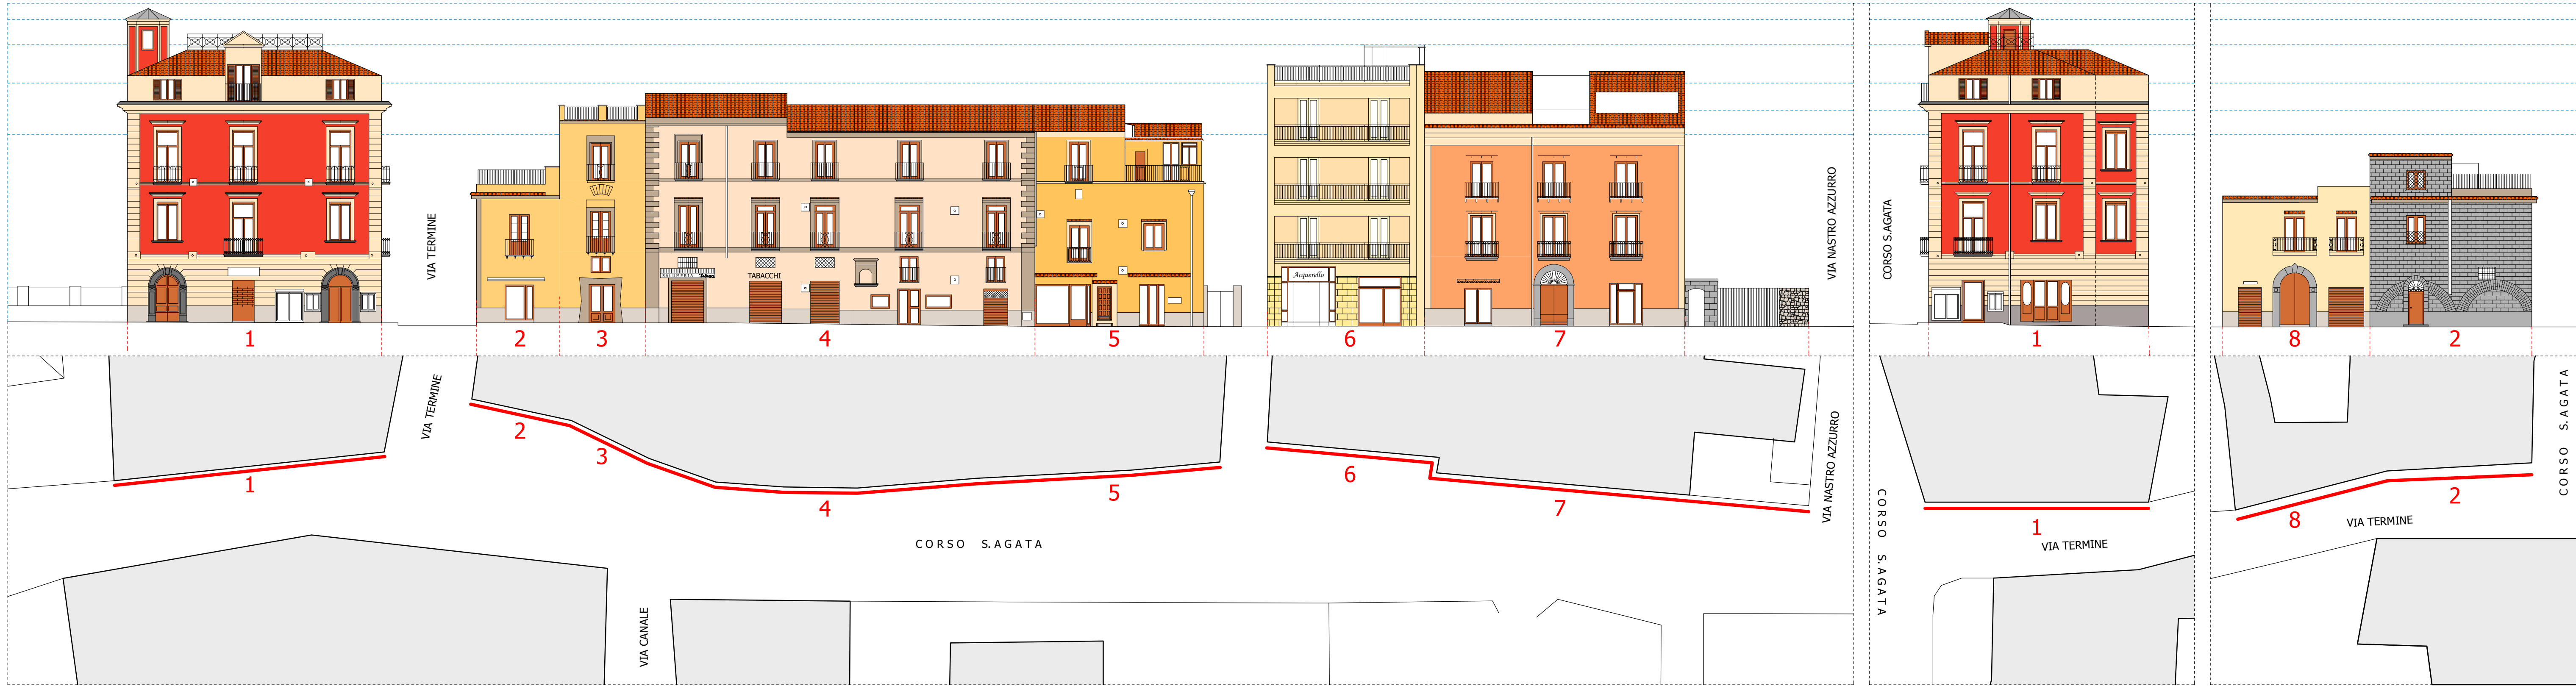 VIA TERMINE
SALUMERIA
TABACCHI
Acquerello
VIA NASTRO AZZURRO
1
2
3
4
5
6
7
CORSO S.AGATA
1
8
2
VIA TERMINE
1
2
3
4
5
6
7
VIA NASTRO AZZURRO
CORSO S.AGATA
VIA CANALE
CORSO S.AGATA
1
VIA TERMINE
8
2
VIA TERMINE
CORSO S.AGATA